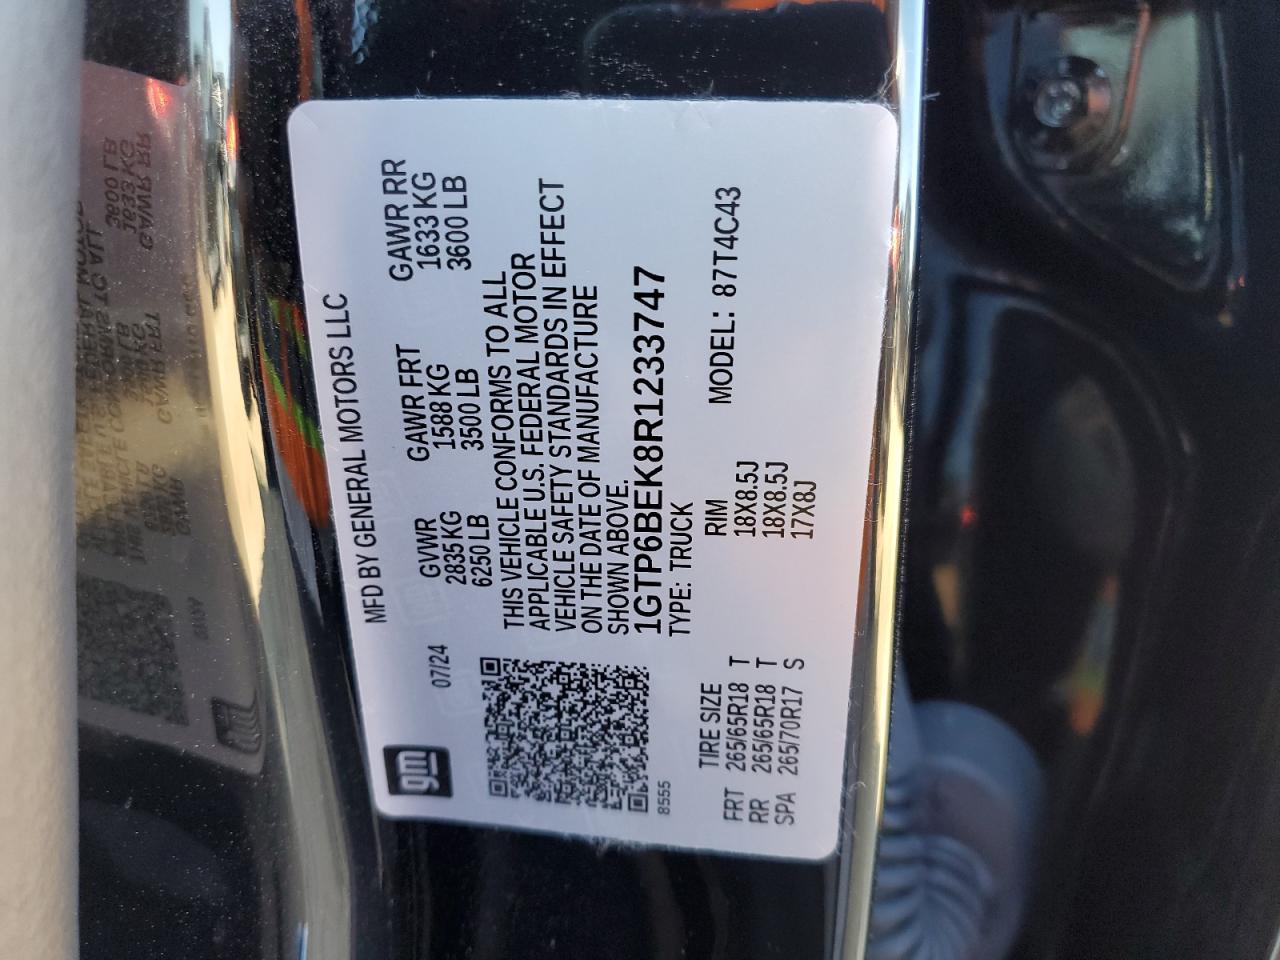 gm
MFD BY GENERAL MOTORS LLC
07/24
GVWR GAWR FRT GAWR RR
2835 KG 1588 KG 1633 KG
6250 LB 3500 LB 3600 LB
THIS VEHICLE CONFORMS TO ALL
APPLICABLE U.S. FEDERAL MOTOR
VEHICLE SAFETY STANDARDS IN EFFECT
ON THE DATE OF MANUFACTURE
SHOWN ABOVE.
1GTP6BEK8R1233747
TYPE: TRUCK
8555
TIRE SIZE RIM MODEL: 87T4C43
FRT 265/65R18 T 18X8.5J
RR 265/65R18 T 18X8.5J
SPA 265/70R17 S 17X8J